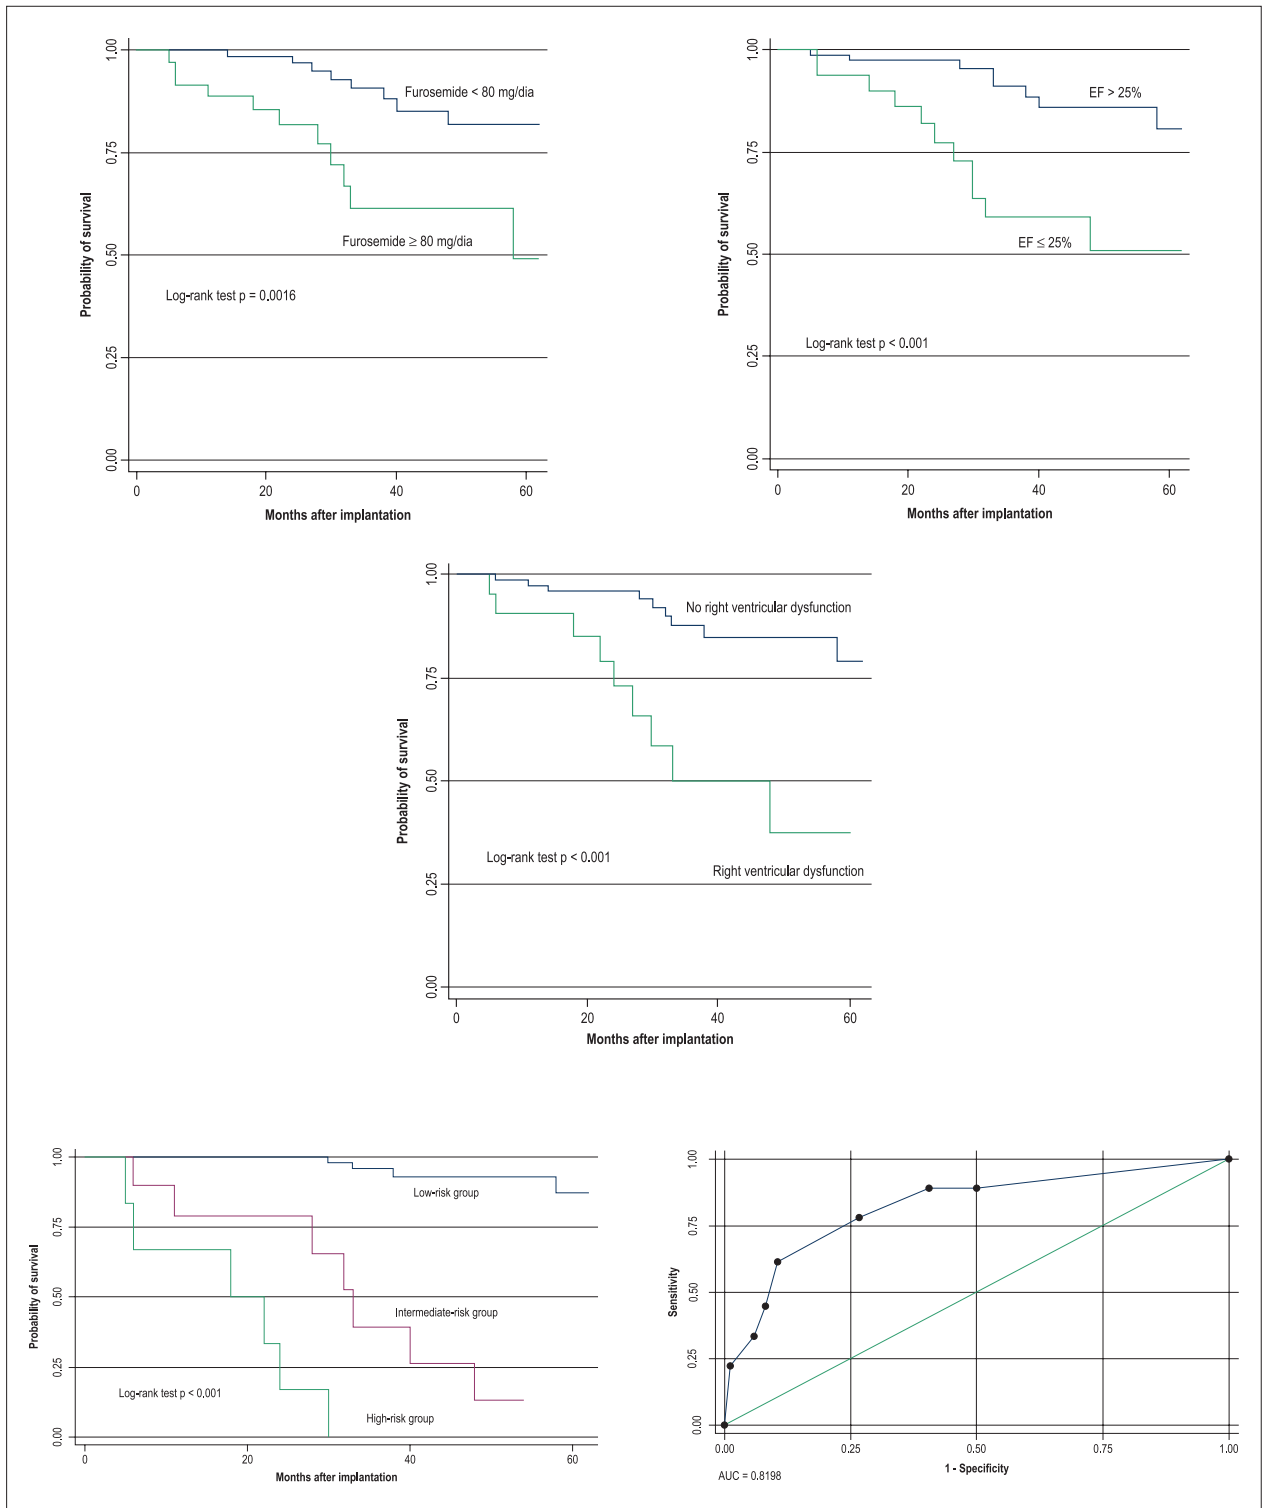 1.00
0.75
0.50
0.25
0.00
Probability of survival
Furosemide < 80 mg/dia
Furosemide ≥ 80 mg/dia
Log-rank test p = 0.0016
0 20 40 60
Months after implantation
1.00
0.75
0.50
0.25
0.00
Probability of survival
EF > 25%
EF ≤ 25%
Log-rank test p < 0.001
0 20 40 60
Months after implantation
1.00
0.75
0.50
0.25
0.00
Probability of survival
No right ventricular dysfunction
Log-rank test p < 0.001
Right ventricular dysfunction
0 20 40 60
Months after implantation
1.00
0.75
0.50
0.25
0.00
Probability of survival
Low-risk group
Intermediate-risk group
Log-rank test p < 0,001
High-risk group
0 20 40 60
Months after implantation
1.00
0.75
0.50
0.25
0.00
Sensitivity
0.00 0.25 0.50 0.75 1.00
1 - Specificity
AUC = 0.8198